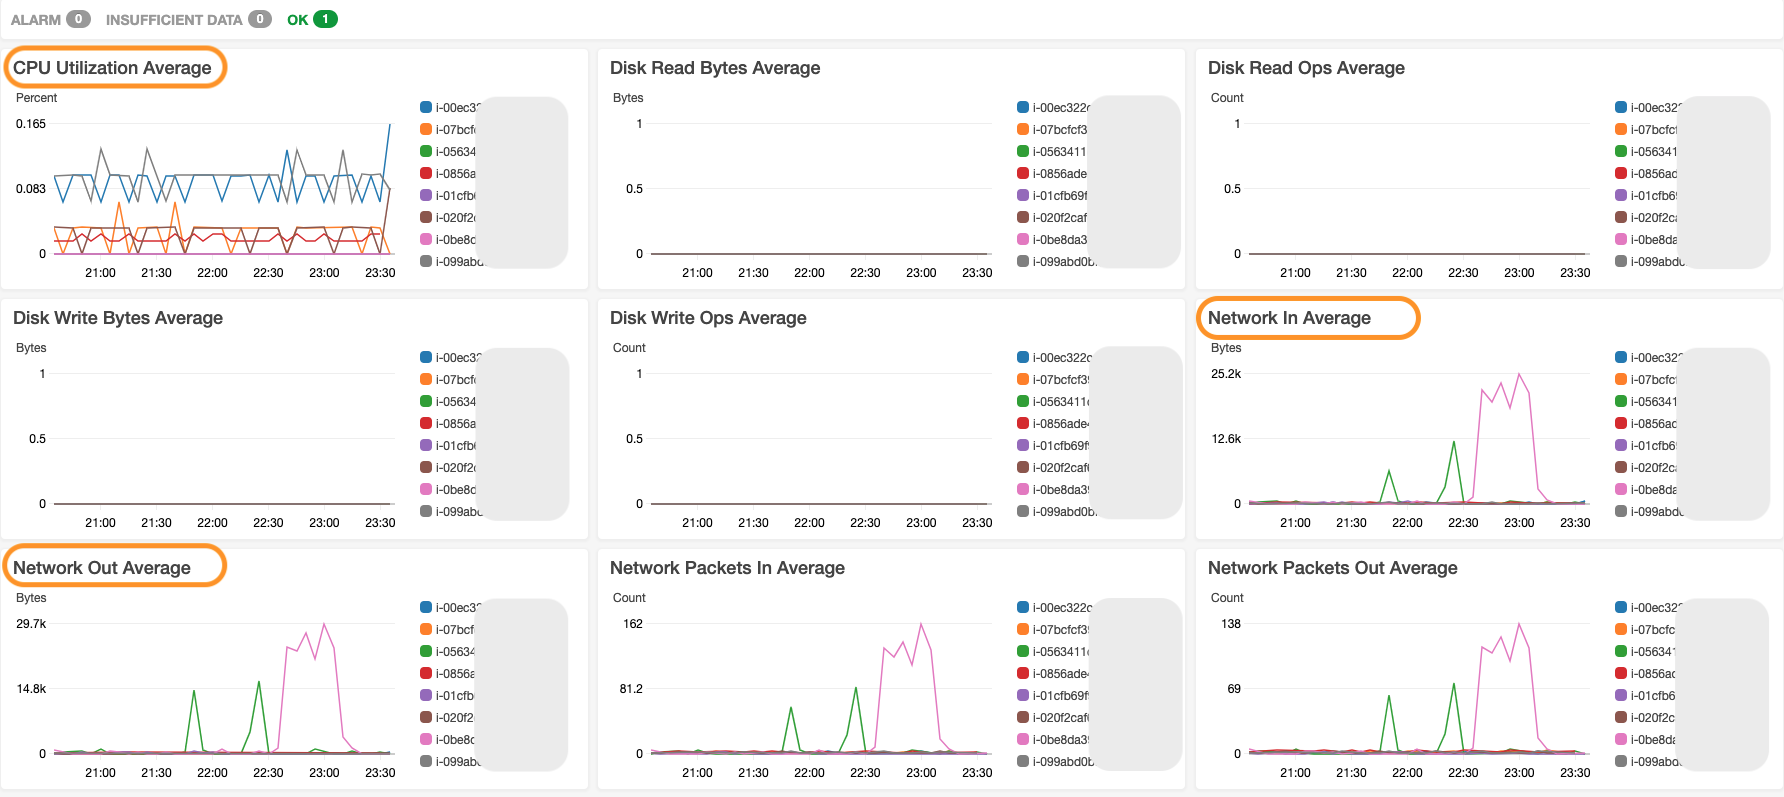 ALARM 0 INSUFFICIENT DATA 0 OK 1
CPU Utilization Average
Percent
0.165
0.083
0
21:00 21:30 22:00 22:30 23:00 23:30
i-00ec32
i-07bcfc
i-05634
i-0856a
i-01cfb
i-020f2
i-0be8d
i-099abd
Disk Read Bytes Average
Bytes
1
0.5
0
21:00 21:30 22:00 22:30 23:00 23:30
i-00ec322
i-07bcfcf3
i-0563411
i-0856ade
i-01cfb69f
i-020f2caf
i-0be8da3
i-099abd0b
Disk Read Ops Average
Count
1
0.5
0
21:00 21:30 22:00 22:30 23:00 23:30
i-00ec322
i-07bcfcf
i-056341
i-0856ad
i-01cfb6
i-020f2c
i-0be8da
i-099abd
Disk Write Bytes Average
Bytes
1
0.5
0
21:00 21:30 22:00 22:30 23:00 23:30
i-00ec32
i-07bcf
i-05634
i-0856a
i-01cfb
i-020f2
i-0be8d
i-099abd
Disk Write Ops Average
Count
1
0.5
0
21:00 21:30 22:00 22:30 23:00 23:30
i-00ec322
i-07bcfcf3
i-0563411
i-0856ade
i-01cfb69f
i-020f2caf
i-0be8da3
i-099abd0b
Network In Average
Bytes
25.2k
12.6k
0
21:00 21:30 22:00 22:30 23:00 23:30
i-00ec322
i-07bcfc
i-056341
i-0856ad
i-01cfb6
i-020f2c
i-0be8da
i-099abd
Network Out Average
Bytes
29.7k
14.8k
0
21:00 21:30 22:00 22:30 23:00 23:30
i-00ec32
i-07bcf
i-05634
i-0856a
i-01cfb
i-020f2
i-0be8d
i-099abd
Network Packets In Average
Count
162
81.2
0
21:00 21:30 22:00 22:30 23:00 23:30
i-00ec322
i-07bcfcf3
i-0563411
i-0856ade
i-01cfb69f
i-020f2caf
i-0be8da3
i-099abd0b
Network Packets Out Average
Count
138
69
0
21:00 21:30 22:00 22:30 23:00 23:30
i-00ec322
i-07bcfc
i-056341
i-0856ad
i-01cfb6
i-020f2c
i-0be8da
i-099abd